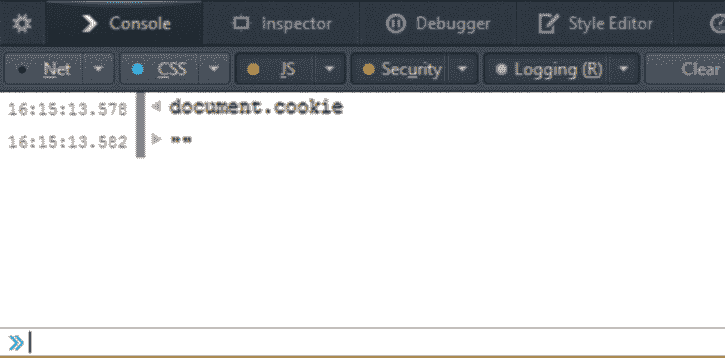 Console Inspector Debugger Style Editor
Net CSS JS Security Logging (R) Clear
16:15:13.578 document.cookie
16:15:13.582 ""